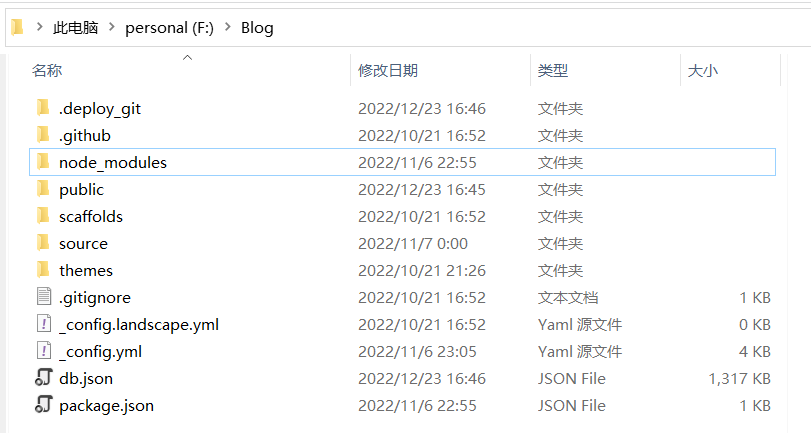 此电脑 > personal (F:) > Blog
名称 修改日期 类型 大小
.deploy_git 2022/12/23 16:46 文件夹
.github 2022/10/21 16:52 文件夹
node_modules 2022/11/6 22:55 文件夹
public 2022/12/23 16:45 文件夹
scaffolds 2022/10/21 16:52 文件夹
source 2022/11/7 0:00 文件夹
themes 2022/10/21 21:26 文件夹
.gitignore 2022/10/21 16:52 文本文档 1 KB
_config.landscape.yml 2022/10/21 16:52 Yaml 源文件 0 KB
_config.yml 2022/11/6 23:05 Yaml 源文件 4 KB
db.json 2022/12/23 16:46 JSON File 1,317 KB
package.json 2022/11/6 22:55 JSON File 1 KB